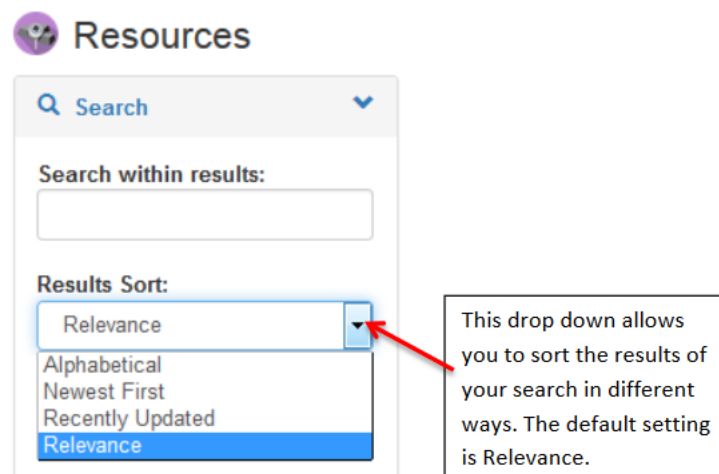 Resources
Search
Search within results:
Results Sort:
Relevance
Alphabetical
Newest First
Recently Updated
Relevance
This drop down allows
you to sort the results of
your search in different
ways. The default setting
is Relevance.